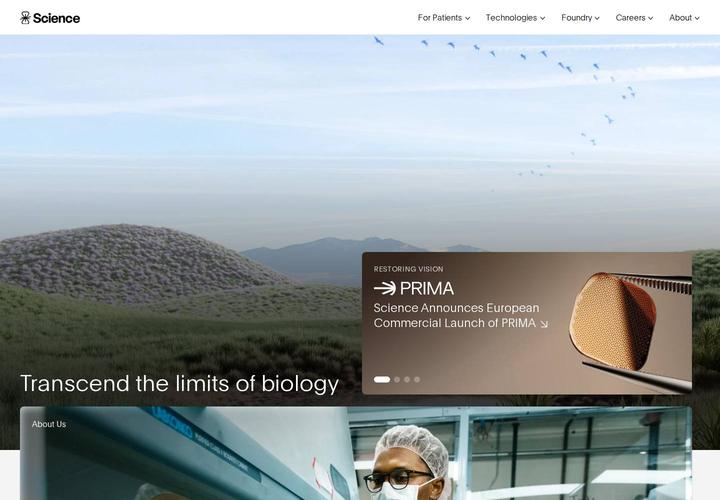 Science
For Patients
Technologies
Foundry
Careers
About
RESTORING VISION
PRIMA
Science Announces European
Commercial Launch of PRIMA
Transcend the limits of biology
About Us